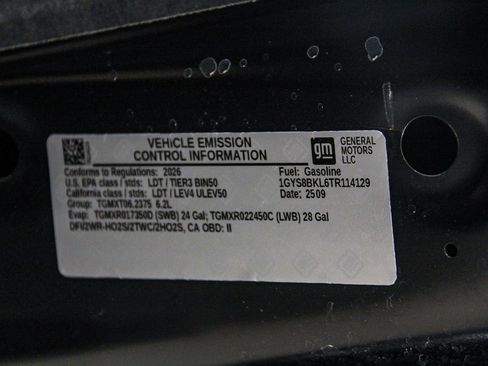 VEHICLE EMISSION
CONTROL INFORMATION
gm
GENERAL
MOTORS
LLC
Conforms to Regulations: 2026
U.S. EPA class / stds: LDT / TIER3 BIN50
California class / stds: LDT / LEV4 ULEV50
Group: TGMXT06.2375 6.2L
Evap: TGMXR017350D (SWB) 24 Gal; TGMXR022450C (LWB) 28 Gal
DFI/2WR-HO2S/2TWC/2HO2S, CA OBD: II
Fuel: Gasoline
1GYS8BKL6TR114129
Date: 2509